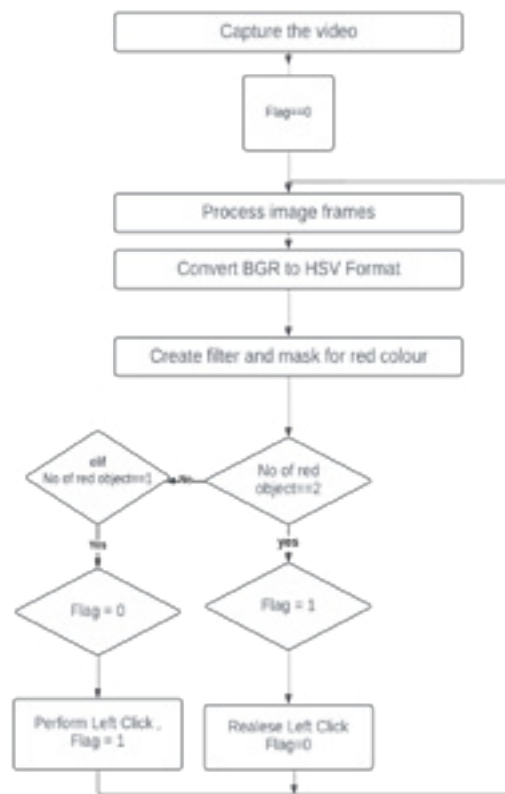 Capture the video
Flag==0
Process image frames
Convert BGR to HSV Format
Create filter and mask for red colour
elif
No of red object==1
No
No of red
object==2
Yes
yes
Flag = 0
Flag = 1
Perform Left Click ,
Flag = 1
Realese Left Click
Flag=0